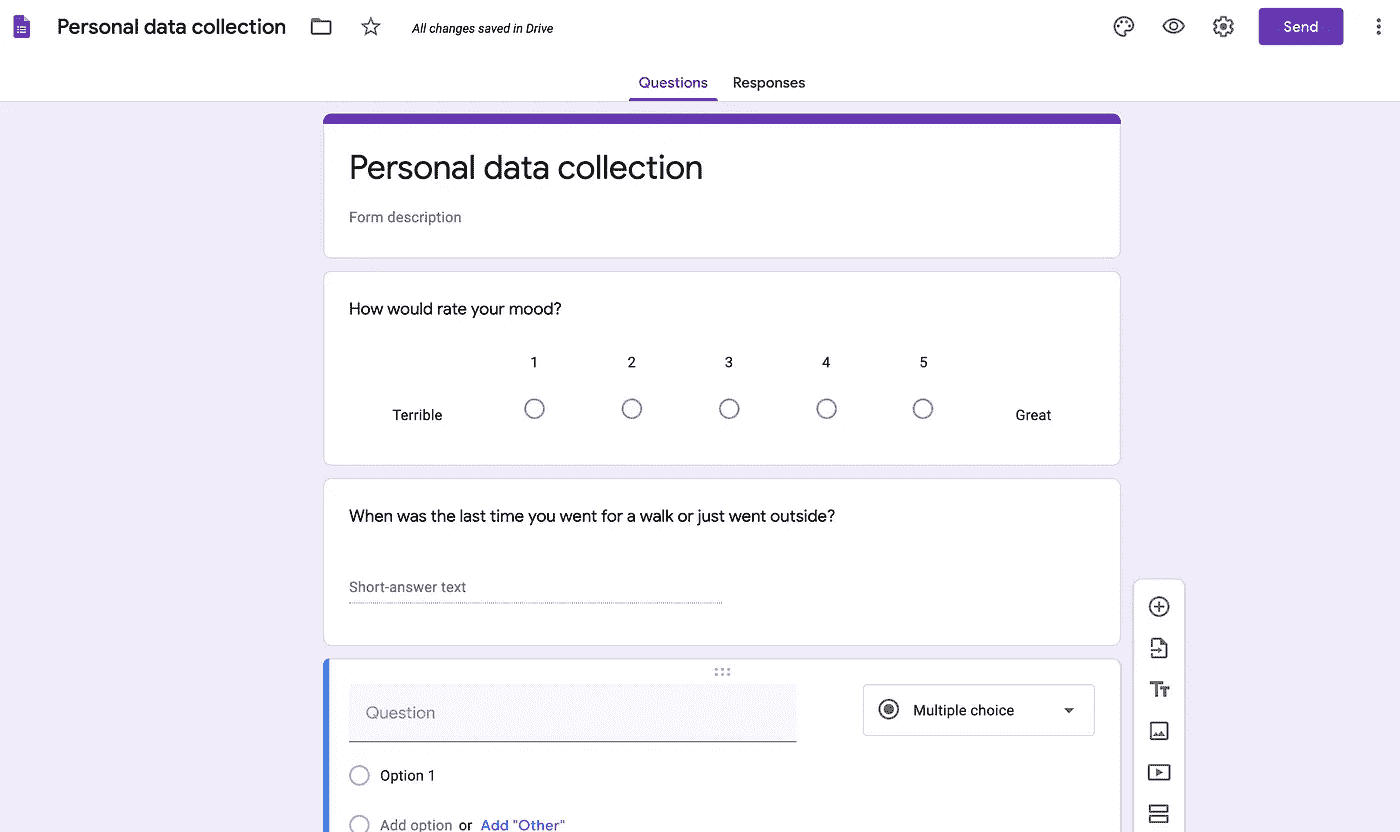 Personal data collection All changes saved in Drive Send
Questions Responses
Personal data collection
Form description
How would rate your mood?
1 2 3 4 5
Terrible Great
When was the last time you went for a walk or just went outside?
Short-answer text
Question Multiple choice
Option 1
Add option or Add "Other"
Tт